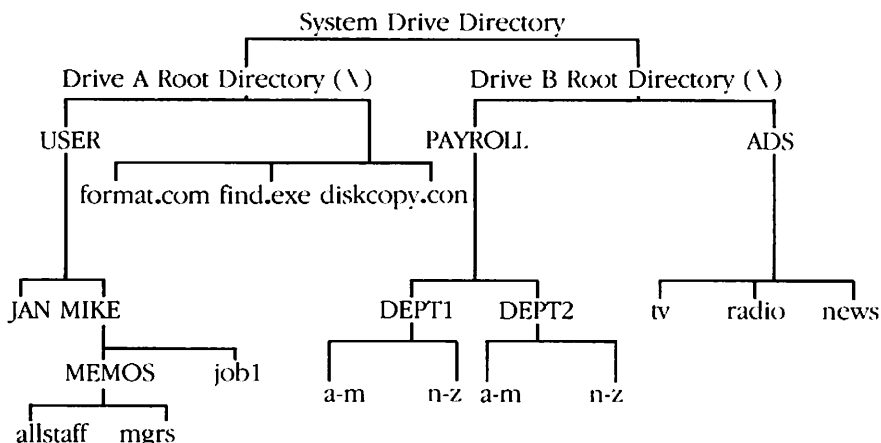 System Drive Directory
Drive A Root Directory (\) Drive B Root Directory (\)
USER PAYROLL ADS
format.com find.exe diskcopy.con
JAN MIKE DEPT1 DEPT2 tv radio news
MEMOS job1 a-m n-z a-m n-z
allstaff mgrs